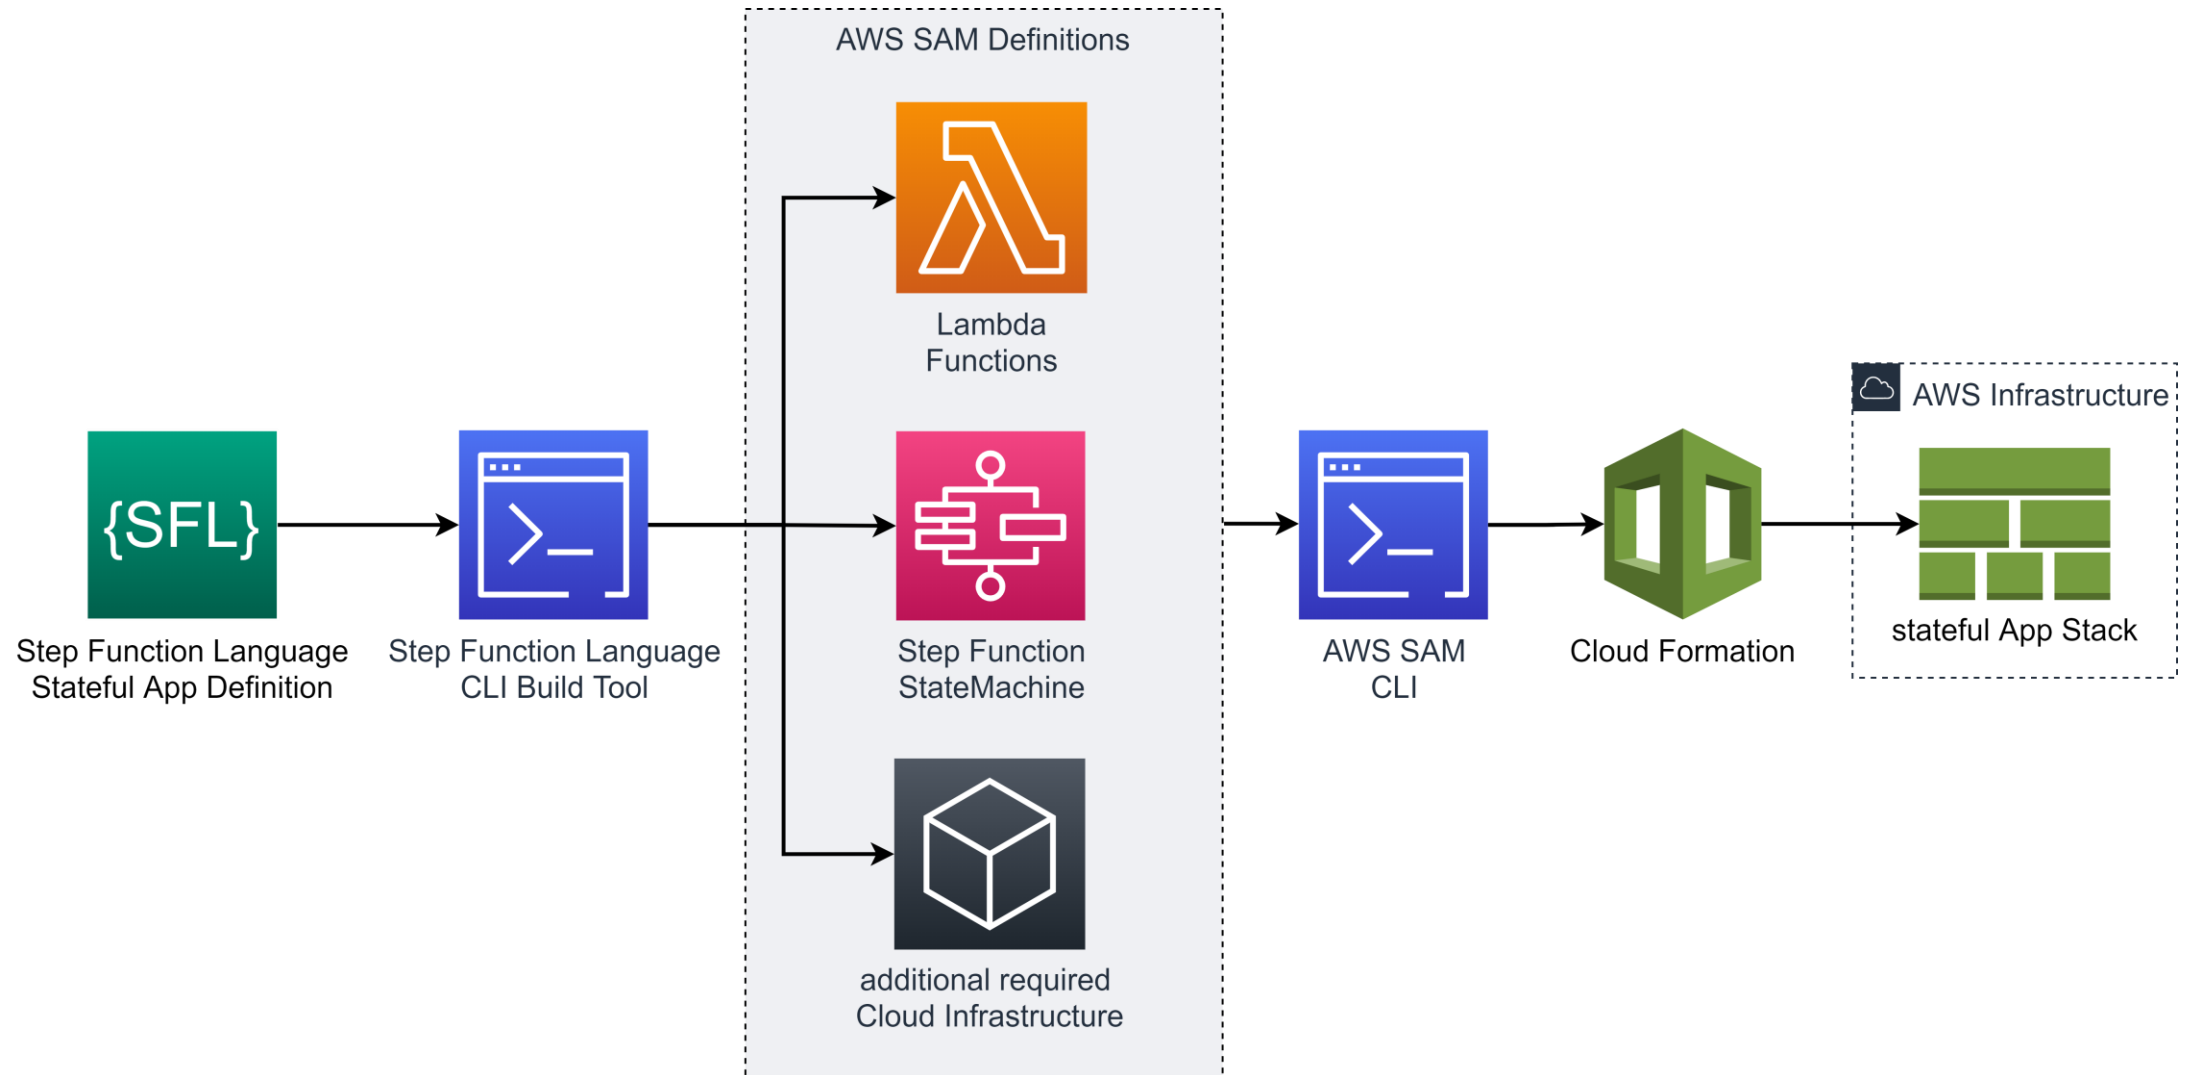 AWS SAM Definitions
Lambda
Functions
AWS Infrastructure
{SFL}
stateful App Stack
Step Function Language
Stateful App Definition
Step Function Language
CLI Build Tool
Step Function
StateMachine
AWS SAM
CLI
Cloud Formation
additional required
Cloud Infrastructure